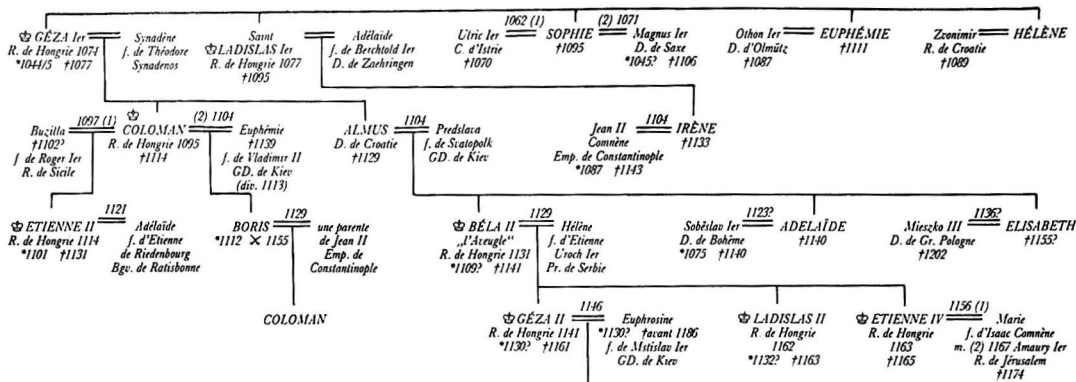 ♔ GÉZA Ier
R. de Hongrie 1074
*1044/5 †1077
Synadène
f. de Théodore
Synadenos
Saint
♔ LADISLAS Ier
R. de Hongrie 1077
†1095
Adélaïde
f. de Berchtold Ier
D. de Zaehringen
1062 (1)
Ulric Ier
C. d'Istrie
†1070
SOPHIE
†1095
(2) 1071
Magnus Ier
D. de Saxe
*1045? †1106
Othon Ier
D. d'Olmütz
†1087
EUPHÉMIE
†1111
Zvonimir
R. de Croatie
†1089
HÉLÈNE
Buzilla
†1102?
f de Roger Ier
R. de Sicile
1097 (1)
♔
COLOMAN
R. de Hongrie 1095
†1114
(2) 1104
Euphémie
†1139
f. de Vladimir II
GD. de Kiev
(div. 1113)
ALMUS
D. de Croatie
†1129
1104
Predslava
f. de Svatopolk
GD. de Kiev
Jean II
Comnène
Emp. de Constantinople
*1087 †1143
1104
IRÈNE
†1133
♔ ETIENNE II
R. de Hongrie 1114
*1101 †1131
1121
Adélaïde
f. d'Etienne
de Riedenbourg
Bgv. de Ratisbonne
BORIS
*1112 ⨯ 1155
1129
une parente
de Jean II
Emp. de
Constantinople
♔ BÉLA II
„l'Aveugle“
R. de Hongrie 1131
*1109? †1141
1129
Hélène
f. d'Etienne
Uroch Ier
Pr. de Serbie
Soběslav Ier
D. de Bohême
*1075 †1140
1123?
ADELAÏDE
†1140
Mieszko III
D. de Gr. Pologne
†1202
1136?
ELISABETH
†1155?
COLOMAN
♔ GÉZA II
R. de Hongrie 1141
*1130? †1161
1146
Euphrosine
*1130? †avant 1186
f. de Mstislav Ier
GD. de Kiev
♔ LADISLAS II
R. de Hongrie
1162
*1132? †1163
♔ ETIENNE IV
R. de Hongrie
1163
†1165
1156 (1)
Marie
f. d'Isaac Comnène
m. (2) 1167 Amaury Ier
R. de Jérusalem
†1174